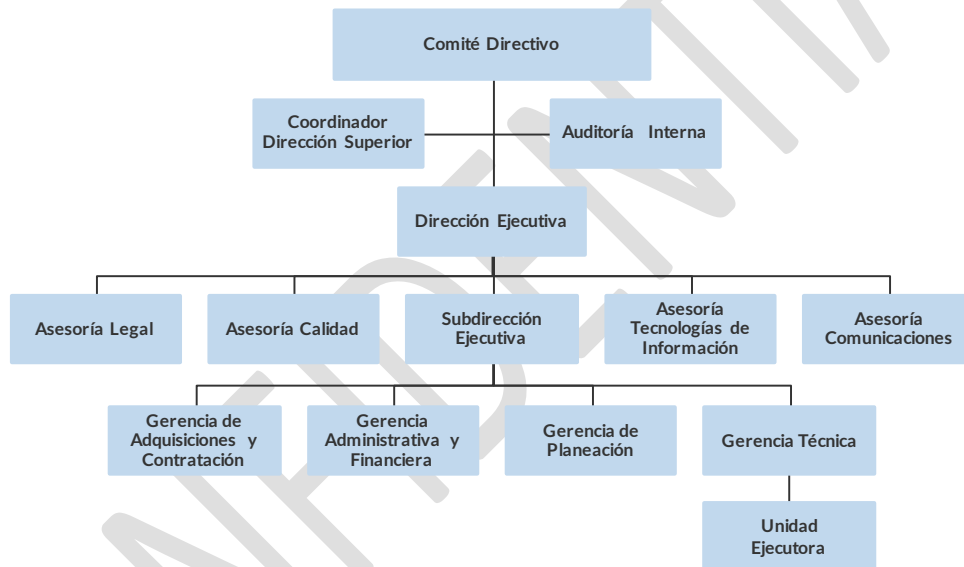 Comité Directivo
Coordinador
Dirección Superior
Auditoría Interna
Dirección Ejecutiva
Asesoría Legal
Asesoría Calidad
Subdirección
Ejecutiva
Asesoría
Tecnologías de
Información
Asesoría
Comunicaciones
Gerencia de
Adquisiciones y
Contratación
Gerencia
Administrativa y
Financiera
Gerencia de
Planeación
Gerencia Técnica
Unidad
Ejecutora